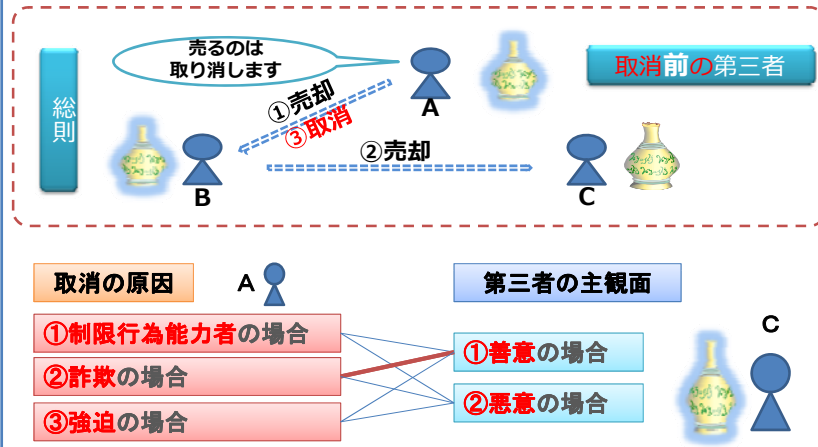 売るのは
取り消します
取消前の第三者
総則
A
①売却
③取消
②売却
B
C
取消の原因
A
第三者の主観面
①制限行為能力者の場合
②詐欺の場合
③強迫の場合
①善意の場合
②悪意の場合
C